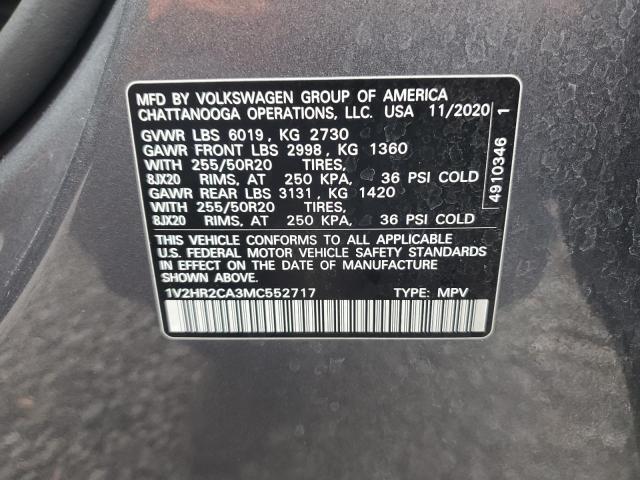 MFD BY VOLKSWAGEN GROUP OF AMERICA
CHATTANOOGA OPERATIONS, LLC. USA 11/2020
GVWR LBS 6019, KG 2730
GAWR FRONT LBS 2998, KG 1360
WITH 255/50R20 TIRES,
8JX20 RIMS, AT 250 KPA, 36 PSI COLD
GAWR REAR LBS 3131, KG 1420
WITH 255/50R20 TIRES,
8JX20 RIMS, AT 250 KPA, 36 PSI COLD
THIS VEHICLE CONFORMS TO ALL APPLICABLE
U.S. FEDERAL MOTOR VEHICLE SAFETY STANDARDS
IN EFFECT ON THE DATE OF MANUFACTURE
SHOWN ABOVE.
1V2HR2CA3MC552717 TYPE: MPV
4910346 1